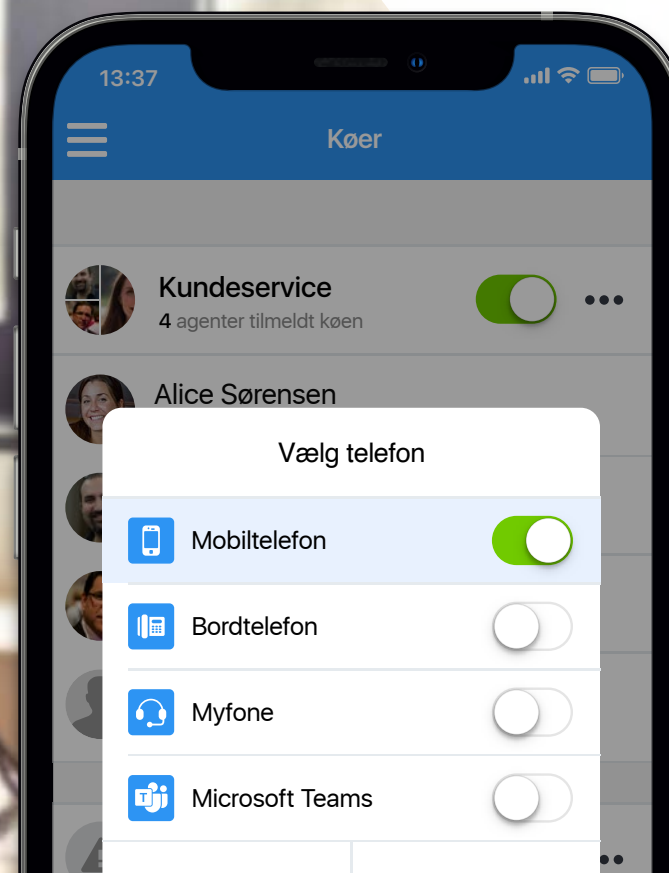 13:37
Køer
Kundeservice
4 agenter tilmeldt køen
Alice Sørensen
Vælg telefon
Mobiltelefon
Bordtelefon
Myfone
Microsoft Teams